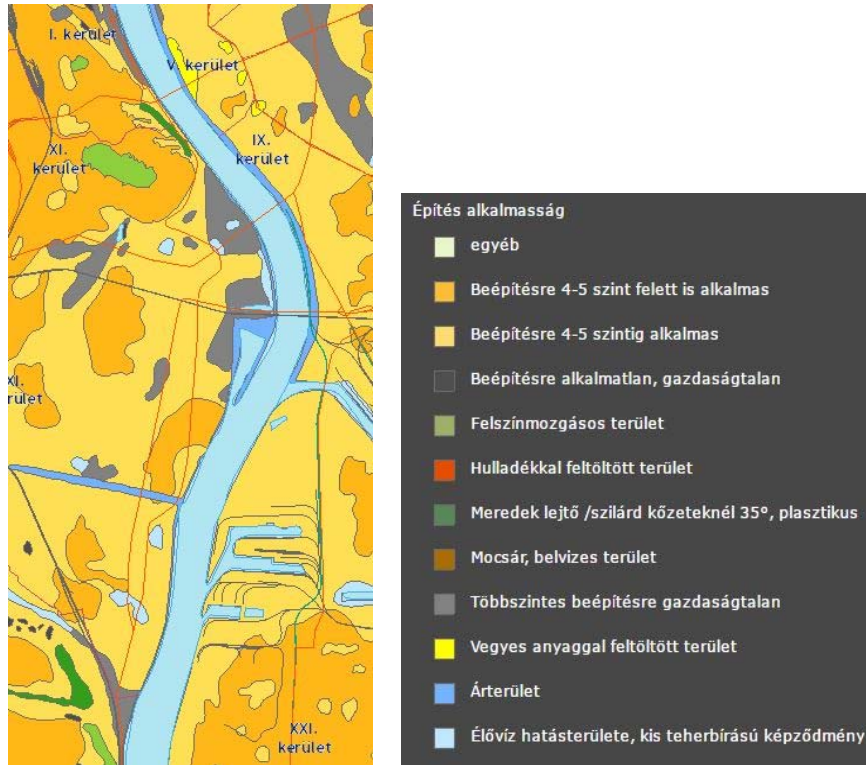 I. kerület
V. kerület
IX.
kerület
XI.
kerület
XI.
rület
XXI.
kerület
Építés alkalmasság
egyéb
Beépítésre 4-5 szint felett is alkalmas
Beépítésre 4-5 szintig alkalmas
Beépítésre alkalmatlan, gazdaságtalan
Felszínmozgásos terület
Hulladékkal feltöltött terület
Meredek lejtő /szilárd kőzeteknél 35°, plasztikus
Mocsár, belvizes terület
Többszintes beépítésre gazdaságtalan
Vegyes anyaggal feltöltött terület
Árterület
Élővíz hatásterülete, kis teherbírású képződmény